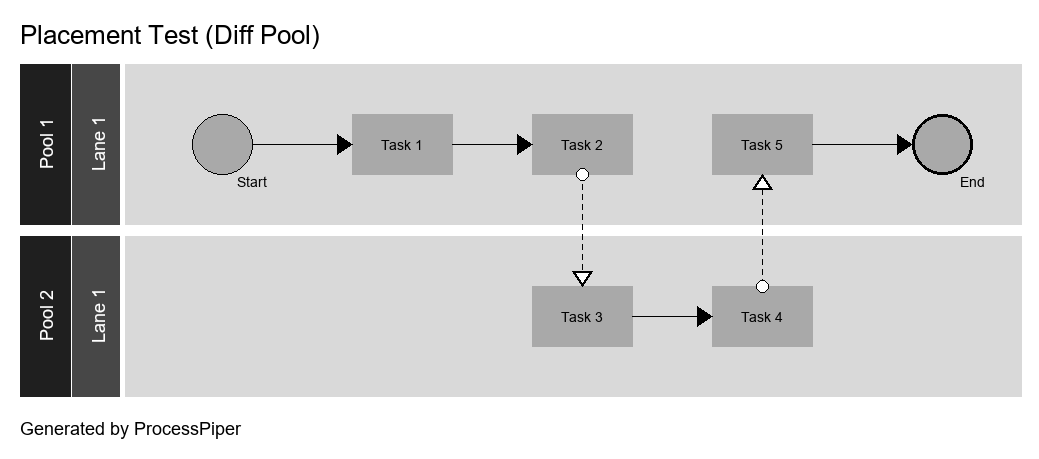 Placement Test (Diff Pool)
Pool 1
Lane 1
Start
Task 1
Task 2
Task 5
End
Pool 2
Lane 1
Task 3
Task 4
Generated by ProcessPiper